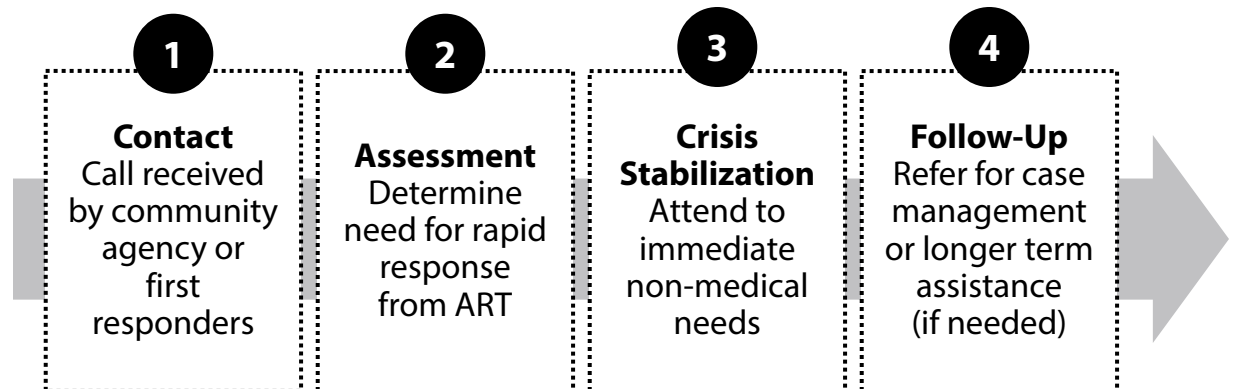 1
Contact
Call received
by community
agency or
first
responders
2
Assessment
Determine
need for rapid
response
from ART
3
Crisis
Stabilization
Attend to
immediate
non-medical
needs
4
Follow-Up
Refer for case
management
or longer term
assistance
(if needed)